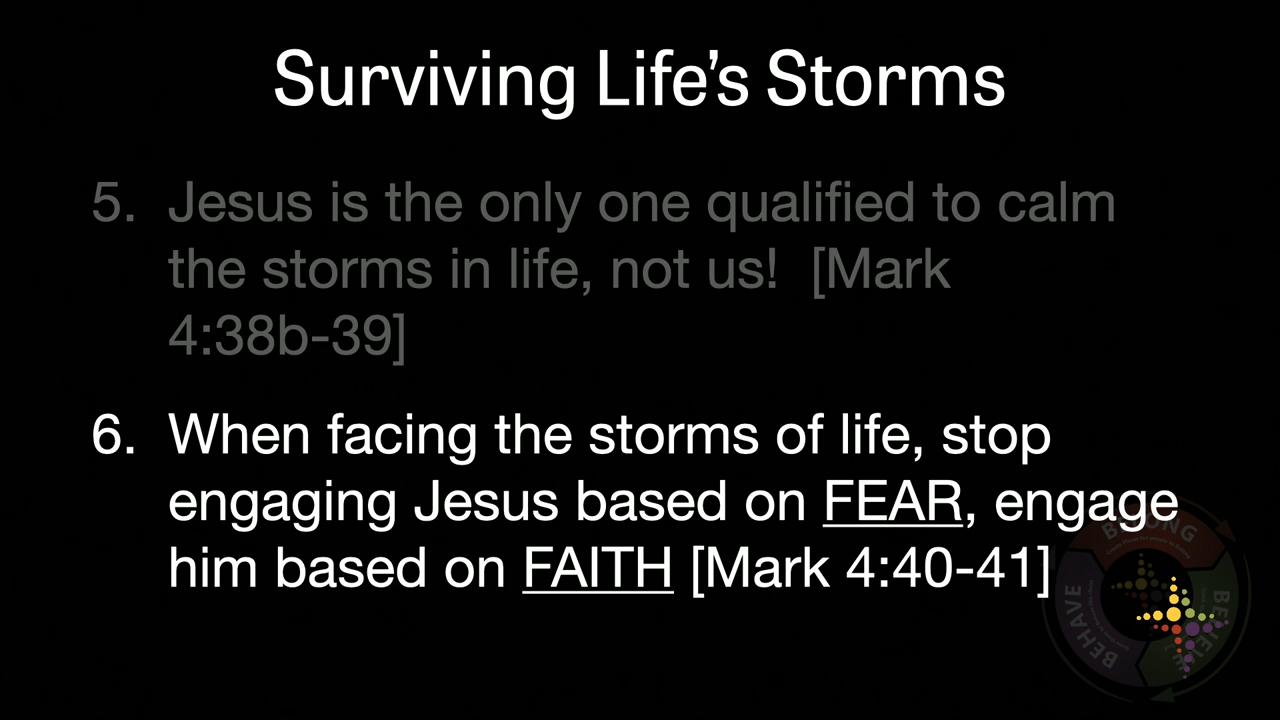 Surviving Life’s Storms
5. Jesus is the only one qualified to calm
the storms in life, not us!  [Mark
4:38b-39]
6. When facing the storms of life, stop
engaging Jesus based on FEAR, engage
him based on FAITH [Mark 4:40-41]
BELONG
BEHAVE